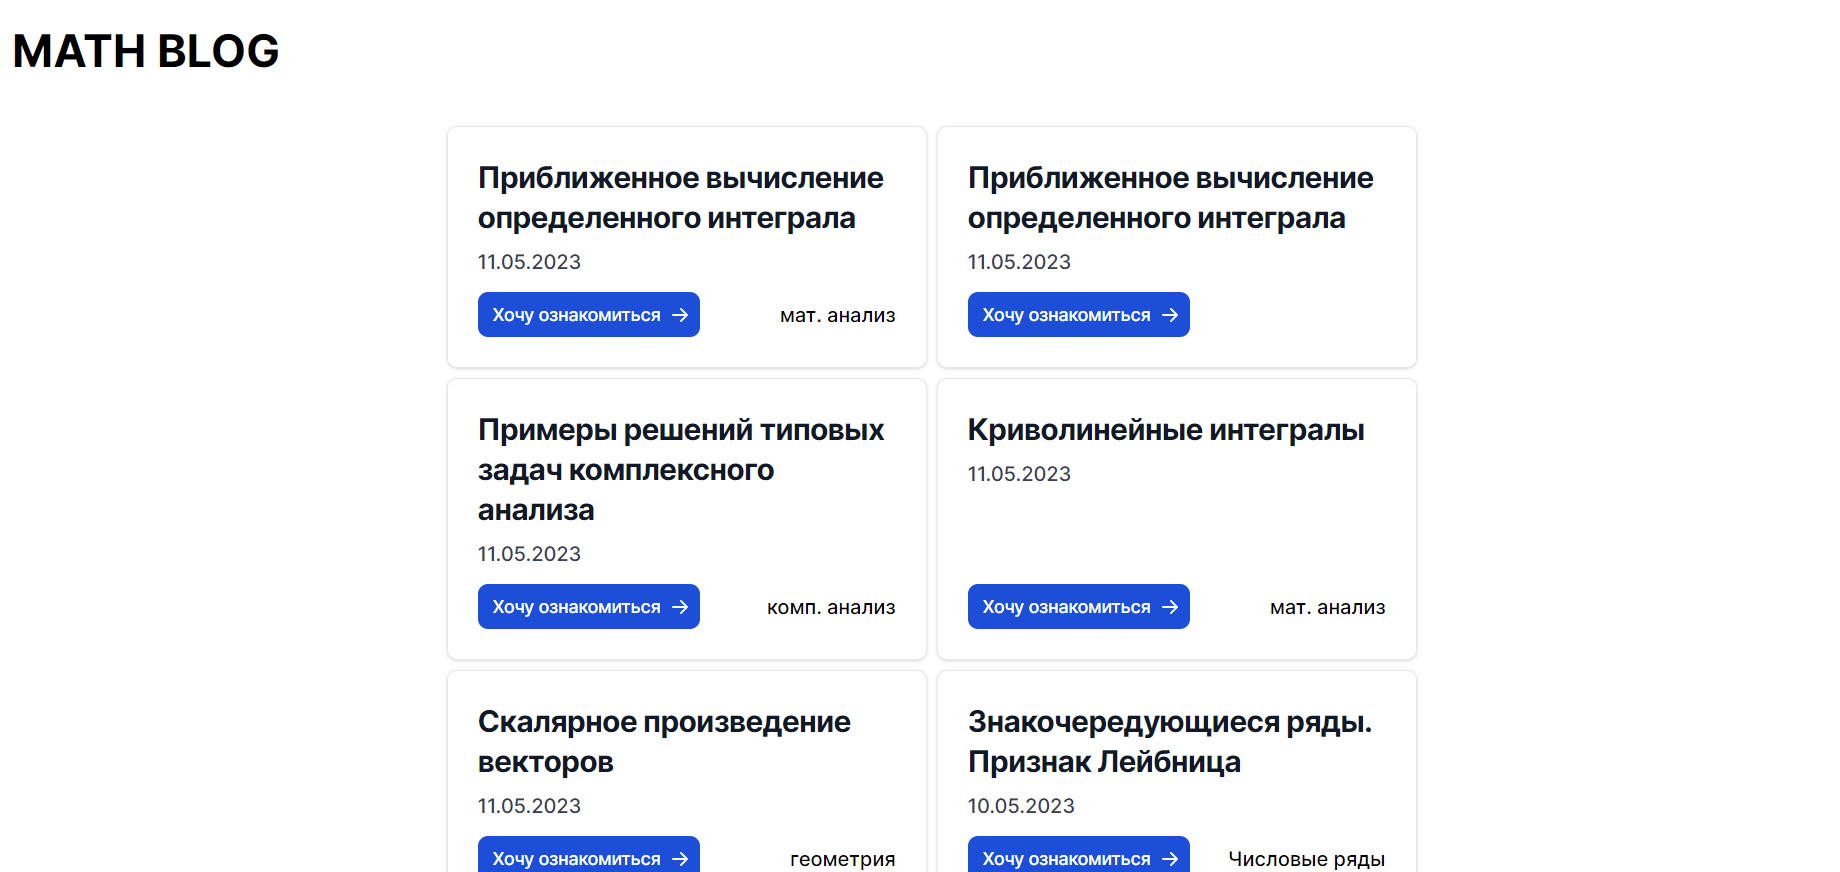 MATH BLOG
Приближенное вычисление
определенного интеграла
11.05.2023
Хочу ознакомиться →
мат. анализ
Приближенное вычисление
определенного интеграла
11.05.2023
Хочу ознакомиться →
Примеры решений типовых
задач комплексного
анализа
11.05.2023
Хочу ознакомиться →
комп. анализ
Криволинейные интегралы
11.05.2023
Хочу ознакомиться →
мат. анализ
Скалярное произведение
векторов
11.05.2023
Хочу ознакомиться →
геометрия
Знакочередующиеся ряды.
Признак Лейбница
10.05.2023
Хочу ознакомиться →
Числовые ряды